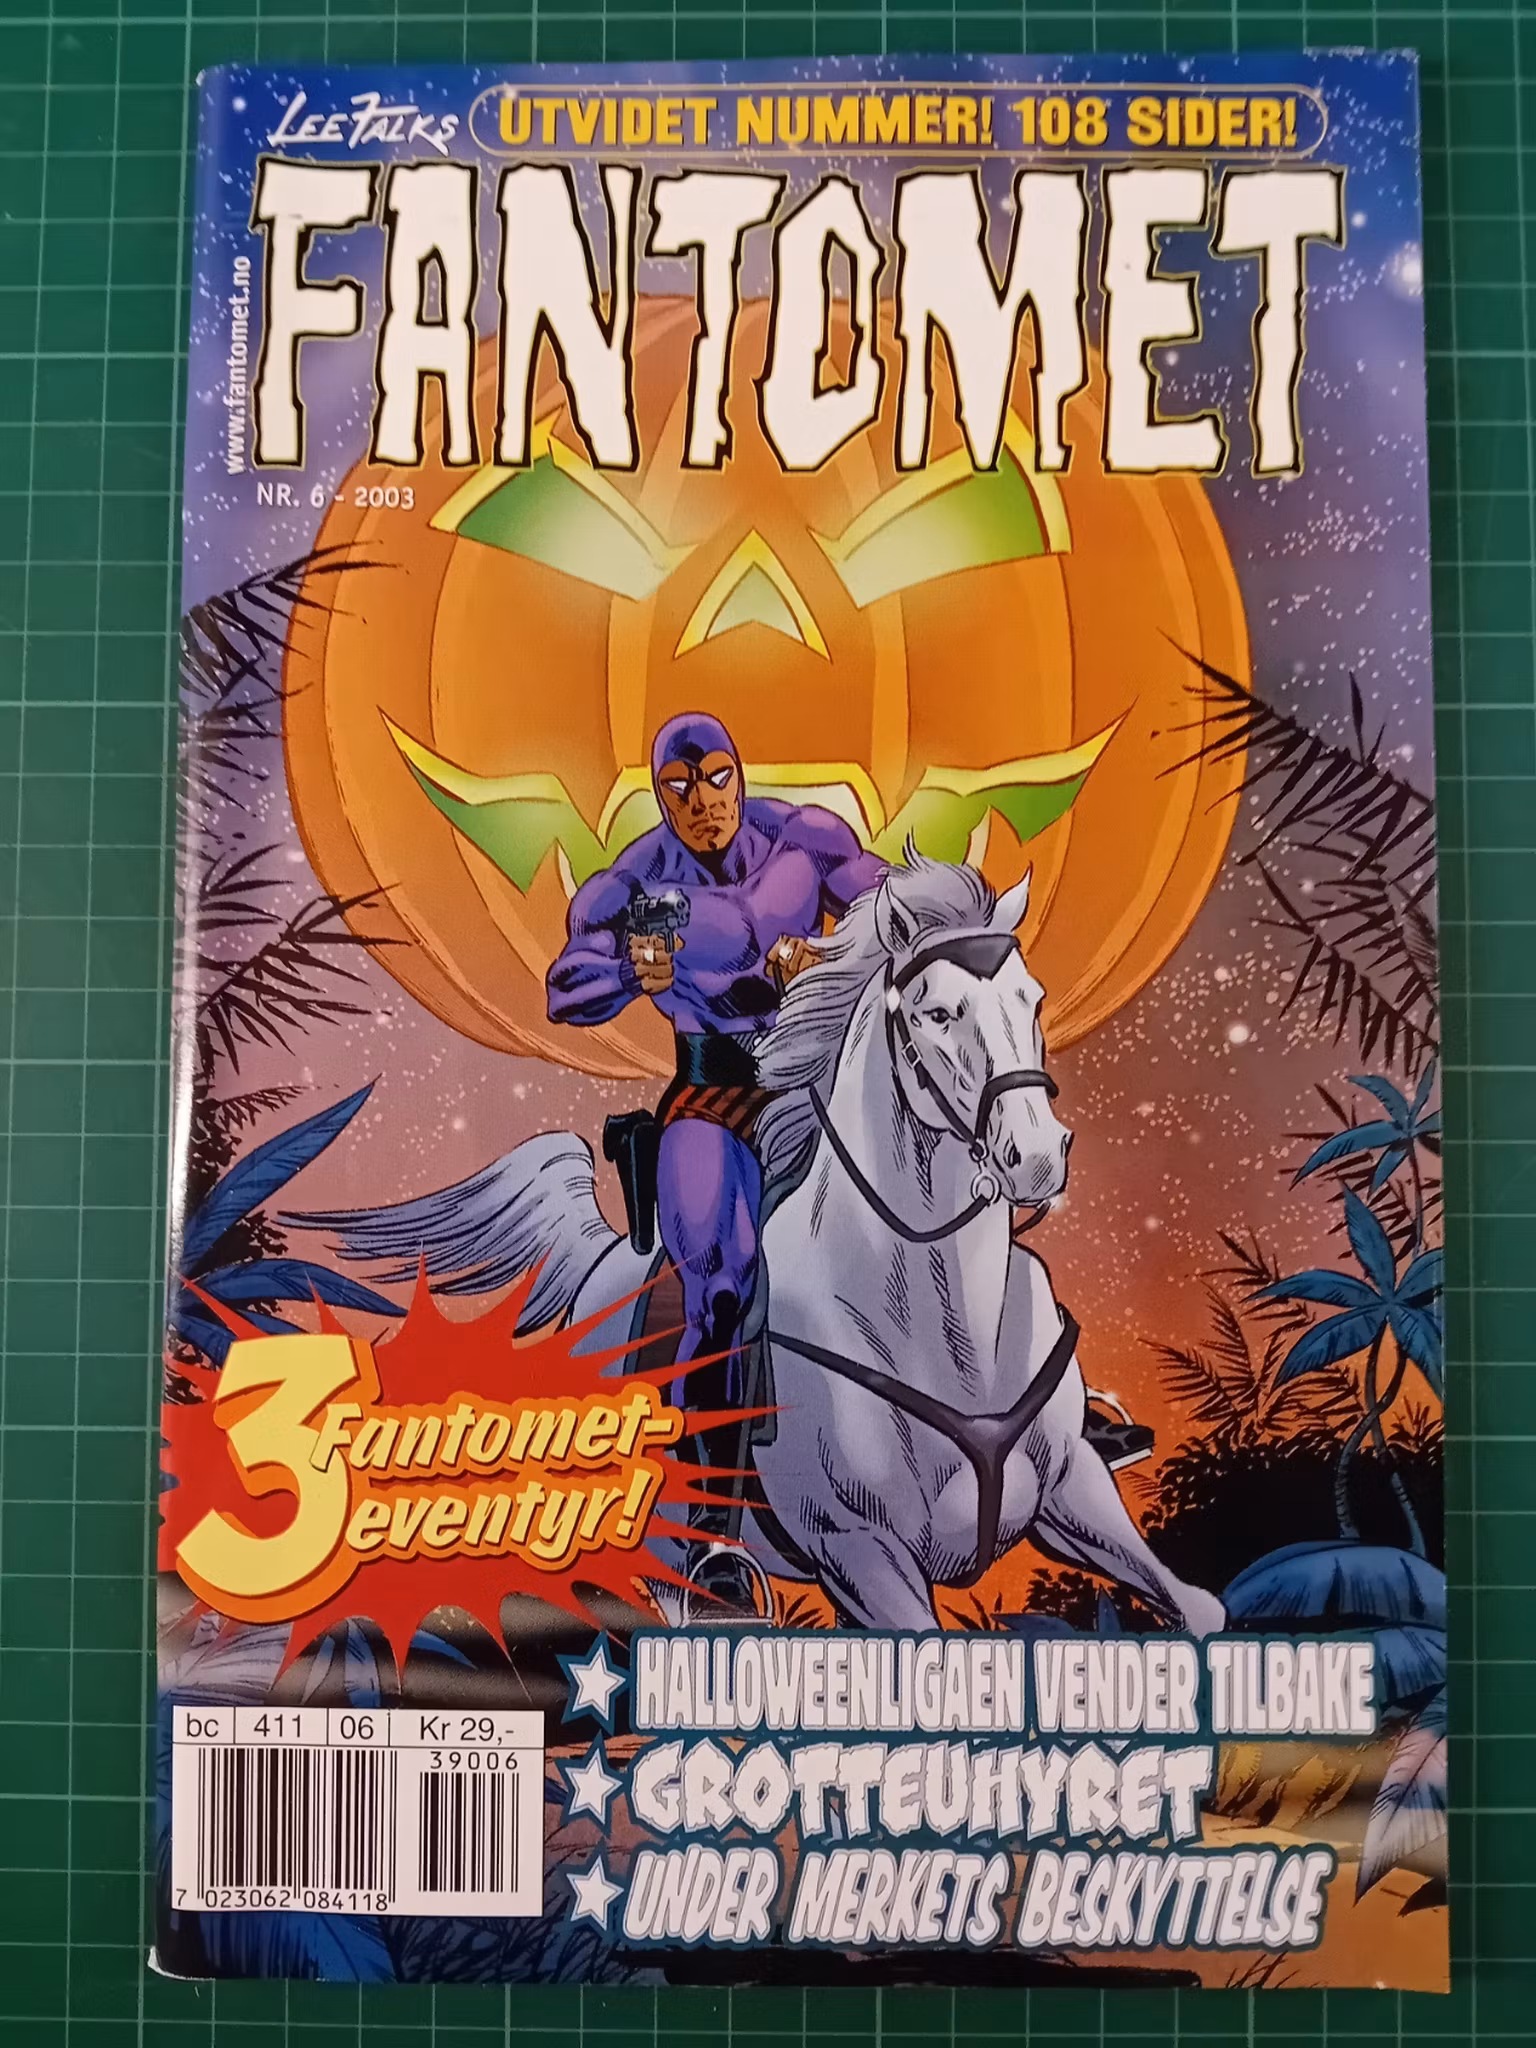 LEE FALKS
UTVIDET NUMMER! 108 SIDER!
FANTOMET
www.fantomet.no
NR. 6 - 2003
3 Fantomet-
eventyr!
HALLOWEENLIGAEN VENDER TILBAKE
GROTTEUHYRET
UNDER MERKETS BESKYTTELSE
bc 411 06 Kr 29,-
39006
7 023062 084118